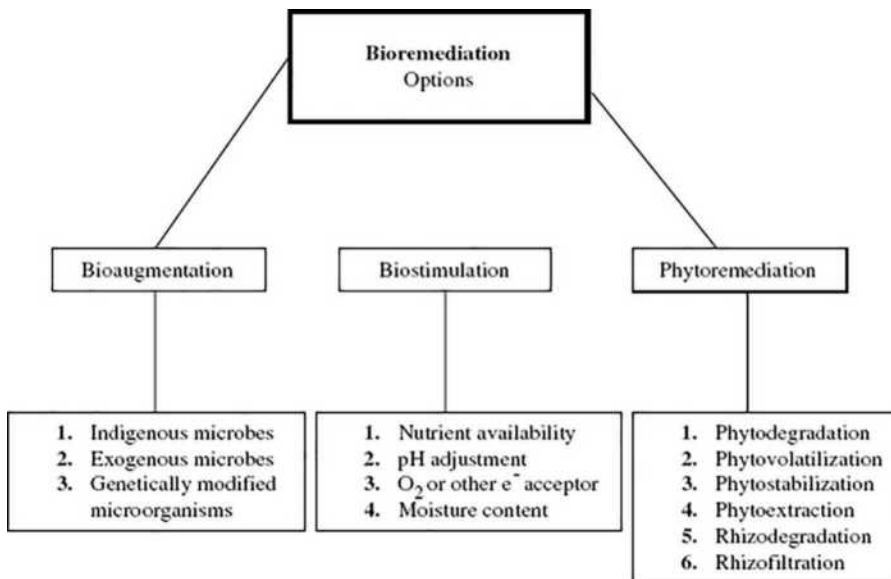 Bioremediation
Options
Bioaugmentation
Biostimulation
Phytoremediation
1. Indigenous microbes
2. Exogenous microbes
3. Genetically modified
microorganisms
1. Nutrient availability
2. pH adjustment
3. O₂ or other e⁻ acceptor
4. Moisture content
1. Phytodegradation
2. Phytovolatilization
3. Phytostabilization
4. Phytoextraction
5. Rhizodegradation
6. Rhizofiltration